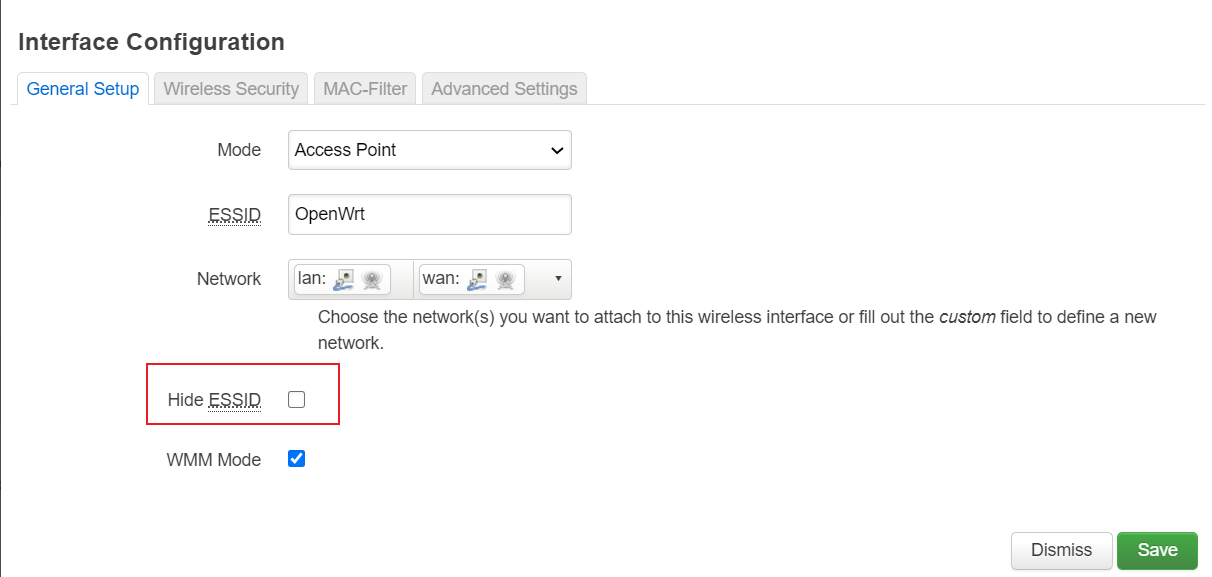 Interface Configuration
General Setup Wireless Security MAC-Filter Advanced Settings
Mode Access Point
ESSID OpenWrt
Network lan: wan:
Choose the network(s) you want to attach to this wireless interface or fill out the custom field to define a new
network.
Hide ESSID
WMM Mode
Dismiss Save